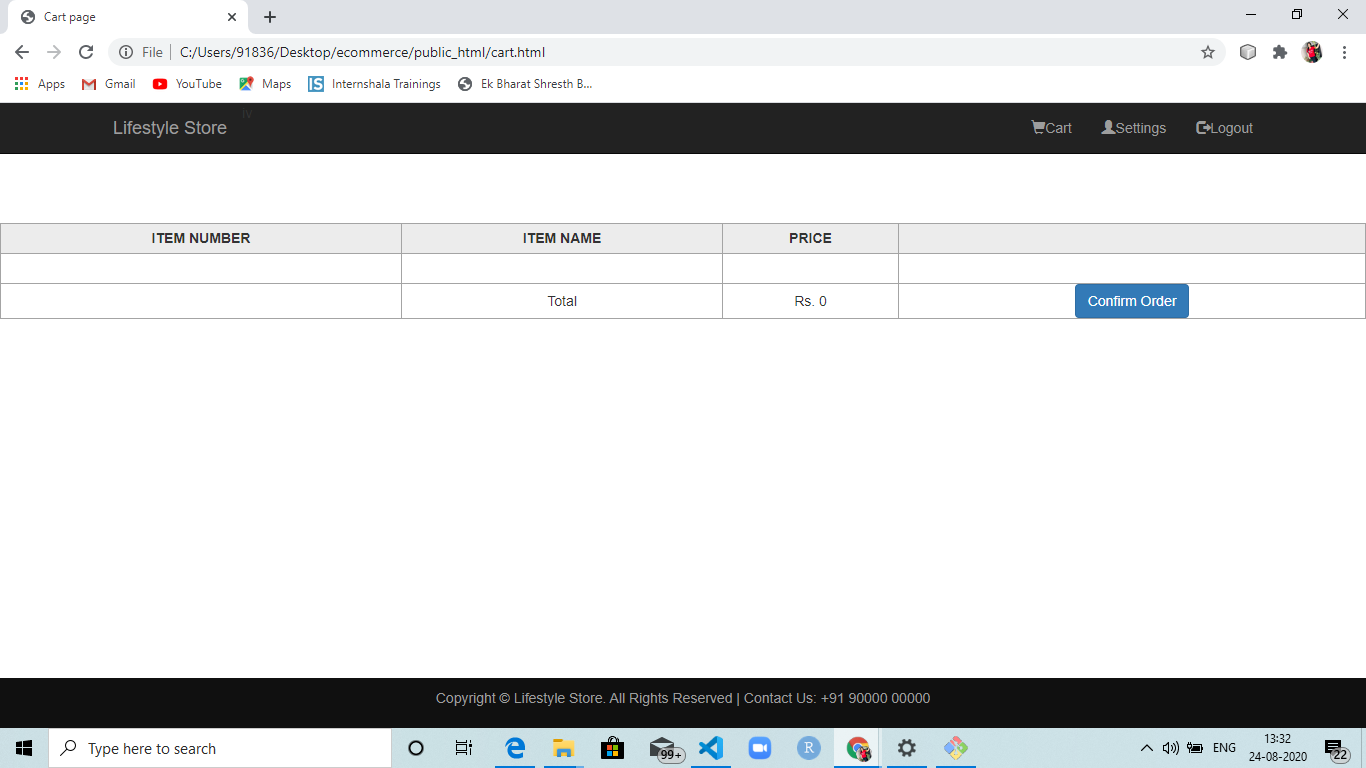 Cart page
File
C:/Users/91836/Desktop/ecommerce/public_html/cart.html
Apps Gmail YouTube Maps Internshala Trainings Ek Bharat Shresth B...
Lifestyle Store Cart Settings Logout
ITEM NUMBER ITEM NAME PRICE
Total Rs. 0 Confirm Order
Copyright © Lifestyle Store. All Rights Reserved | Contact Us: +91 90000 00000
Type here to search
99+
R
ENG
13:32
24-08-2020
22